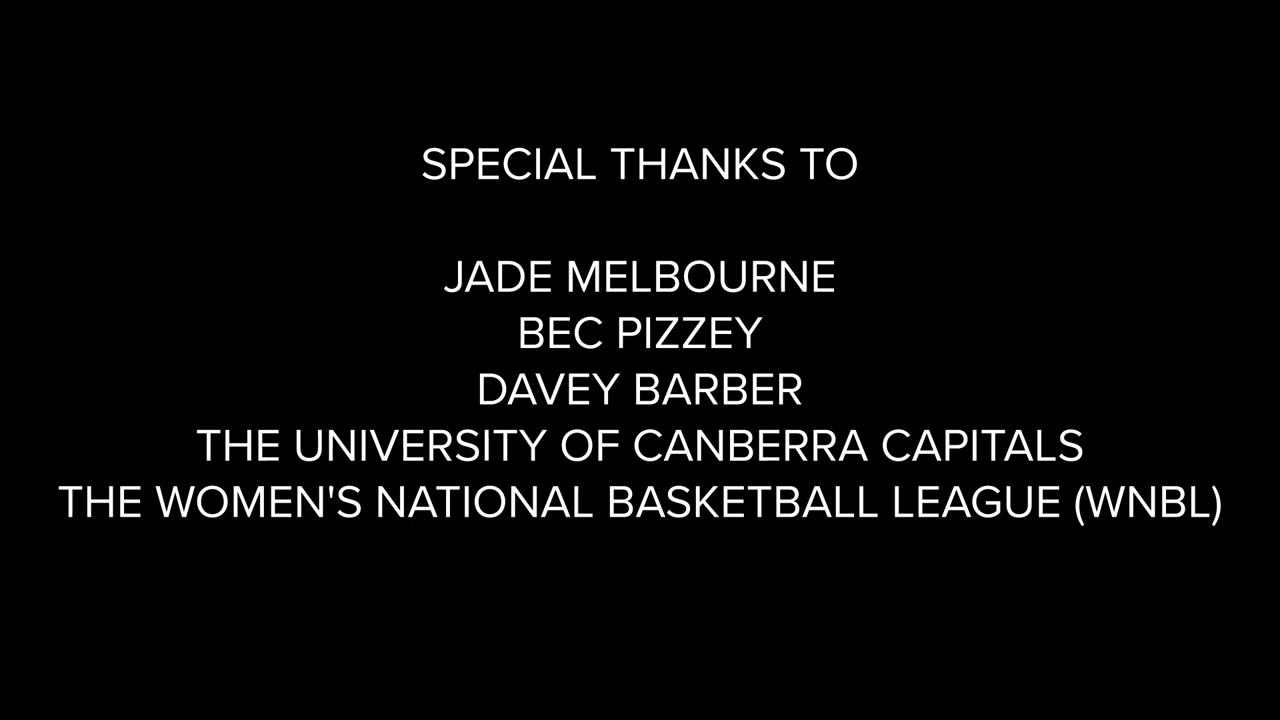 SPECIAL THANKS TO
JADE MELBOURNE
BEC PIZZEY
DAVEY BARBER
THE UNIVERSITY OF CANBERRA CAPITALS
THE WOMEN'S NATIONAL BASKETBALL LEAGUE (WNBL)